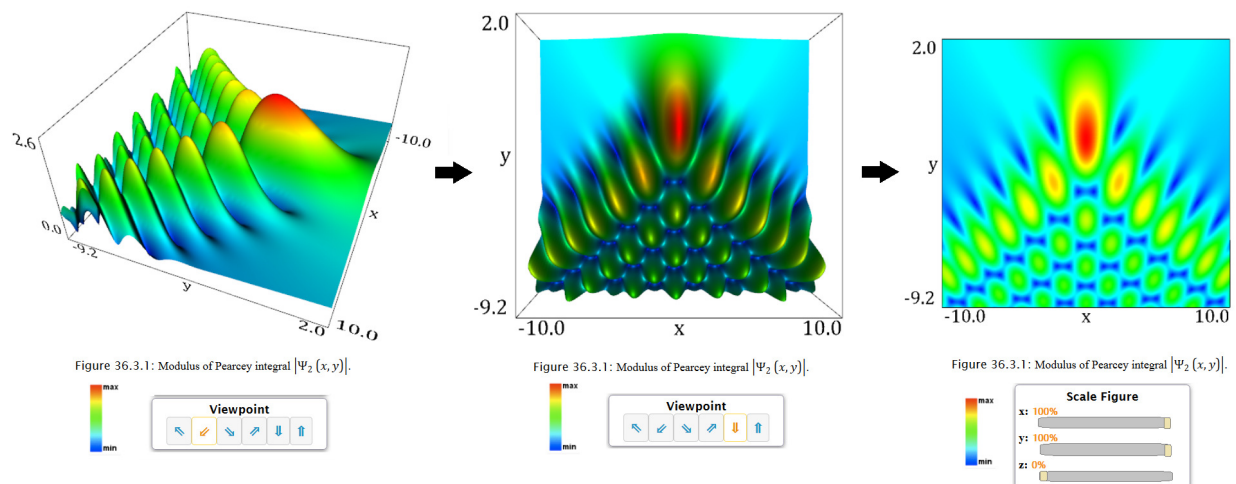 2.6
0.0
-9.2
y
2.0
10.0
x
-10.0
Figure 36.3.1: Modulus of Pearcey integral |Ψ₂ (x, y)|.
max
min
Viewpoint
2.0
y
-9.2
-10.0
x
10.0
Figure 36.3.1: Modulus of Pearcey integral |Ψ₂ (x, y)|.
max
min
Viewpoint
2.0
y
-9.2
-10.0
x
10.0
Figure 36.3.1: Modulus of Pearcey integral |Ψ₂ (x, y)|.
max
min
Scale Figure
x: 100%
y: 100%
z: 0%